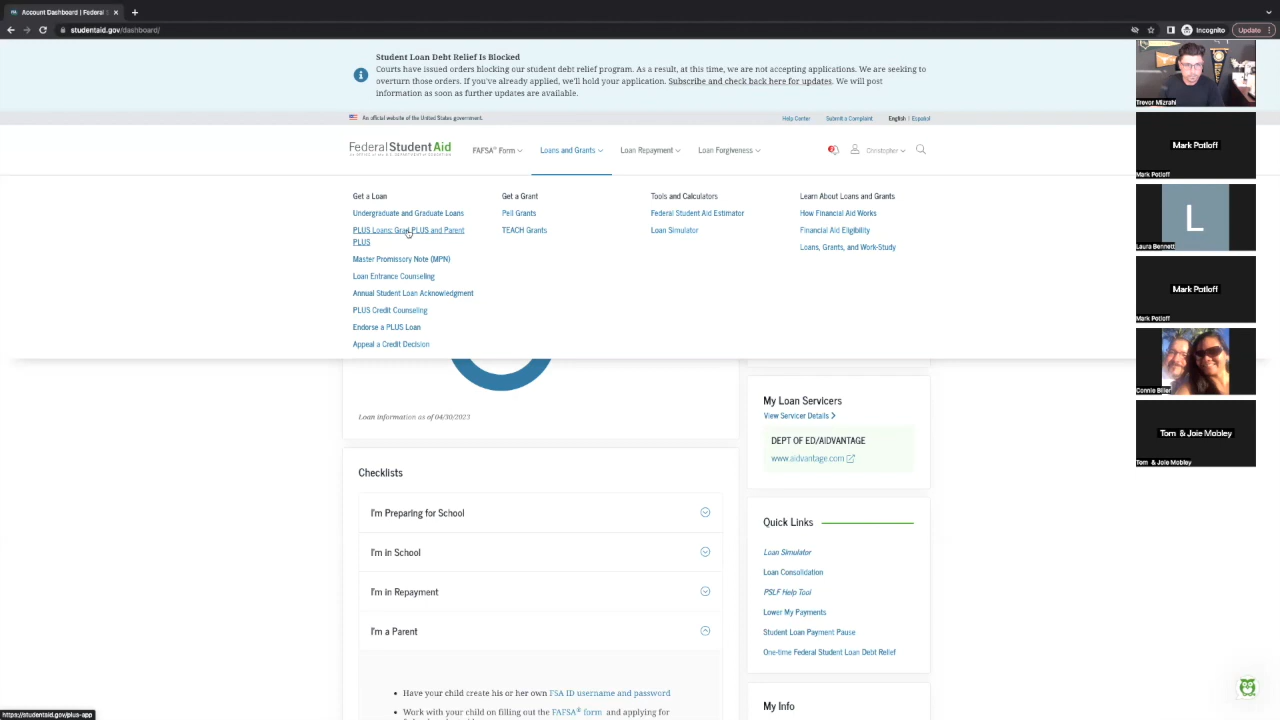 Account Dashboard | Federal
studentaid.gov/dashboard/
Incognito
Update
Student Loan Debt Relief Is Blocked
Courts have issued orders blocking our student debt relief program. As a result, at this time, we are not accepting applications. We are seeking to
overturn those orders. If you've already applied, we'll hold your application. Subscribe and check back here for updates. We will post
information as soon as further updates are available.
An official website of the United States government.
Help Center
Submit a Complaint
English | Español
Federal Student Aid
FAFSA® Form
Loans and Grants
Loan Repayment
Loan Forgiveness
Christopher
Get a Loan
Undergraduate and Graduate Loans
PLUS Loans: Grad PLUS and Parent
PLUS
Master Promissory Note (MPN)
Loan Entrance Counseling
Annual Student Loan Acknowledgment
PLUS Credit Counseling
Endorse a PLUS Loan
Appeal a Credit Decision
Get a Grant
Pell Grants
TEACH Grants
Tools and Calculators
Federal Student Aid Estimator
Loan Simulator
Learn About Loans and Grants
How Financial Aid Works
Financial Aid Eligibility
Loans, Grants, and Work-Study
Loan information as of 04/30/2023
Checklists
I'm Preparing for School
I'm in School
I'm in Repayment
I'm a Parent
Have your child create his or her own FSA ID username and password
Work with your child on filling out the FAFSA® form and applying for
My Loan Servicers
View Servicer Details
DEPT OF ED/AIDVANTAGE
www.aidvantage.com
Quick Links
Loan Simulator
Loan Consolidation
PSLF Help Tool
Lower My Payments
Student Loan Payment Pause
One-time Federal Student Loan Debt Relief
My Info
https://studentaid.gov/plus-app
Trevor Mizrahi
Mark Potloff
Mark Potloff
L
Laura Bennett
Mark Potloff
Mark Potloff
Connie Biller
Tom & Joie Mobley
Tom & Joie Mobley